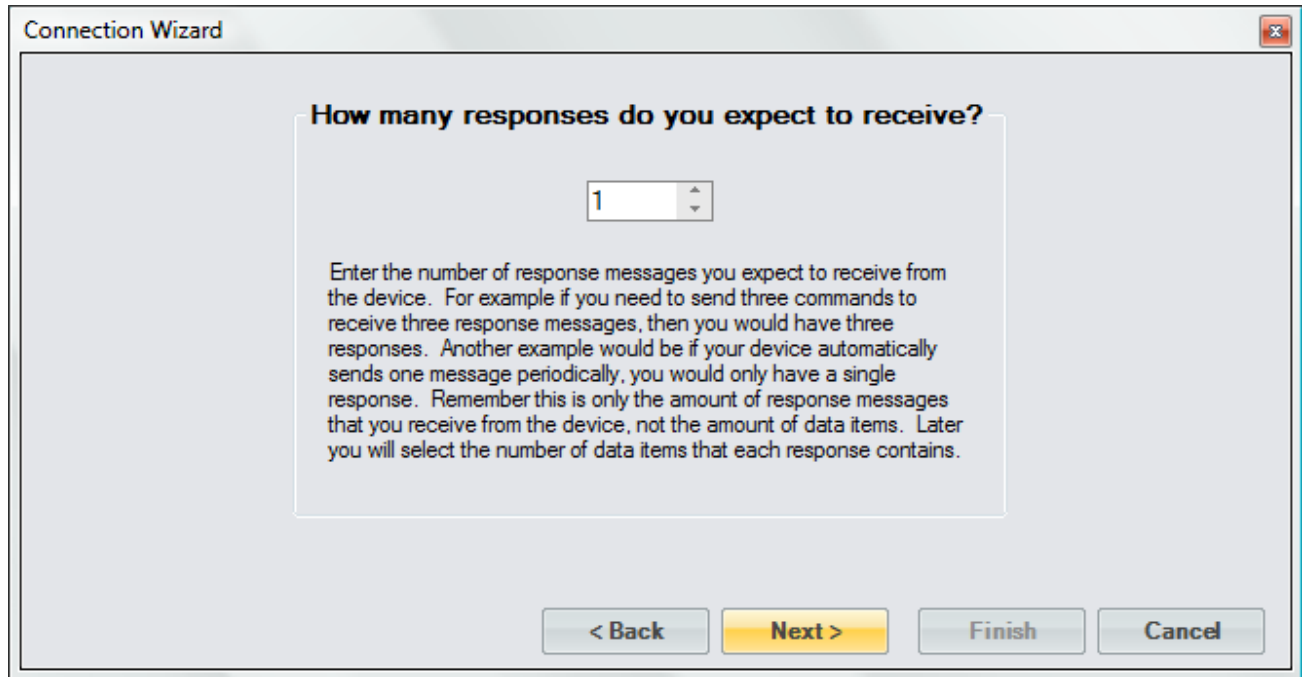 Connection Wizard
How many responses do you expect to receive?
1
Enter the number of response messages you expect to receive from
the device.  For example if you need to send three commands to
receive three response messages, then you would have three
responses.  Another example would be if your device automatically
sends one message periodically, you would only have a single
response.  Remember this is only the amount of response messages
that you receive from the device, not the amount of data items.  Later
you will select the number of data items that each response contains.
< Back Next > Finish Cancel